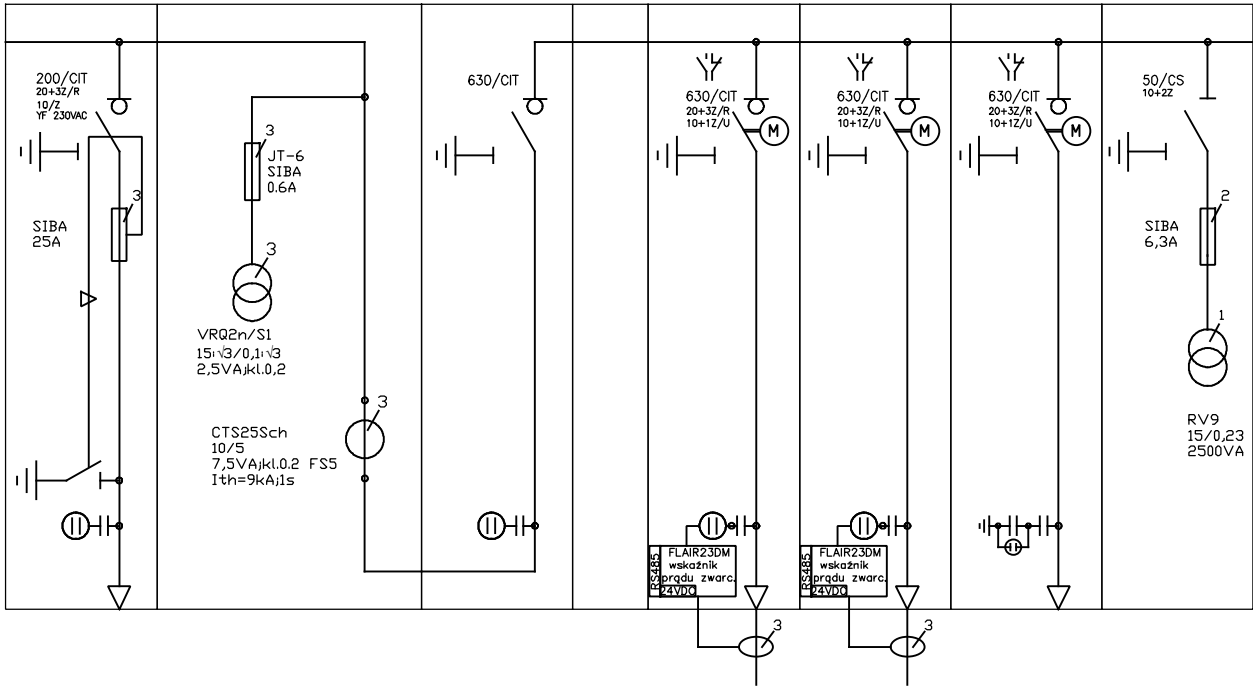 200/CIT
20+3Z/R
10/Z
YF 230VAC
3
SIBA
25A
3
JT-6
SIBA
0.6A
3
VRQ2n/S1
15:√3/0,1:√3
2,5VA;kl.0,2
3
CTS25Sch
10/5
7,5VA;kl.0.2 FS5
Ith=9kA;1s
630/CIT
630/CIT
20+3Z/R
10+1Z/U
M
RS485
FLAIR23DM
wskaźnik
prądu zwarc.
24VDC
3
630/CIT
20+3Z/R
10+1Z/U
M
RS485
FLAIR23DM
wskaźnik
prądu zwarc.
24VDC
3
630/CIT
20+3Z/R
10+1Z/U
M
50/CS
10+2Z
2
SIBA
6,3A
1
RV9
15/0,23
2500VA